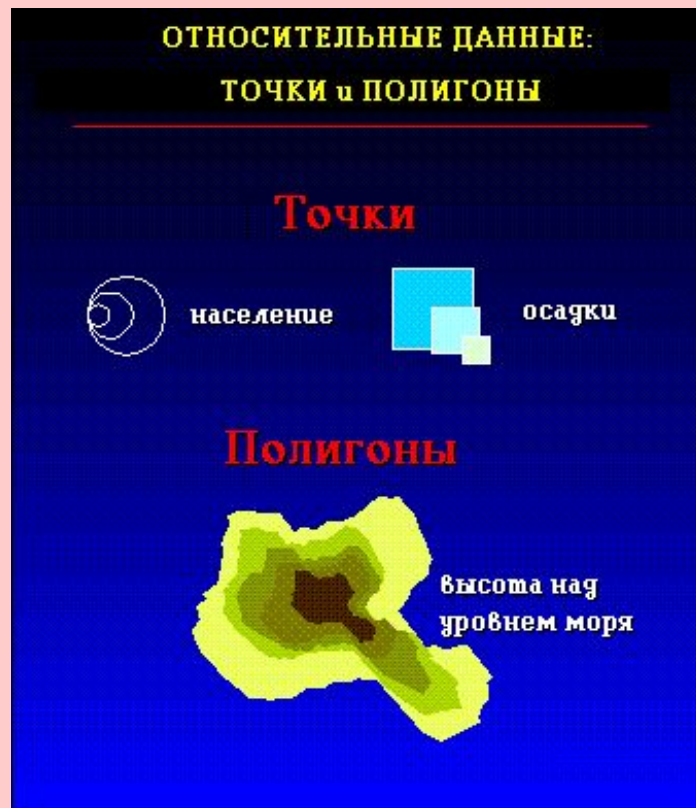 ОТНОСИТЕЛЬНЫЕ ДАННЫЕ:
ТОЧКИ и ПОЛИГОНЫ
Точки
население
осадки
Полигоны
высота над
уровнем моря